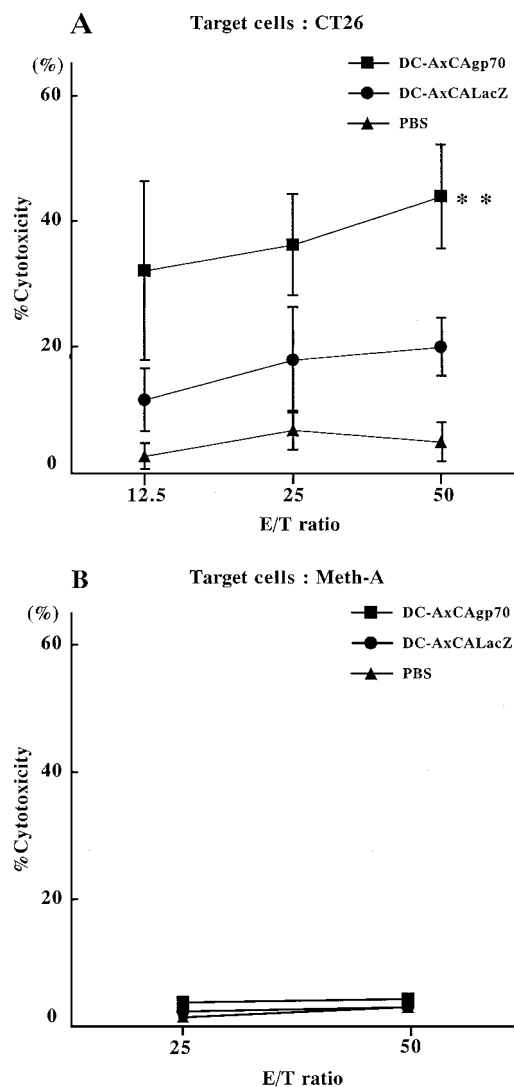 A
Target cells : CT26
(%)
DC-AxCAgp70
DC-AxCALacZ
PBS
60
40
20
0
%Cytotoxicity
* *
12.5 25 50
E/T ratio
B
Target cells : Meth-A
(%)
DC-AxCAgp70
DC-AxCALacZ
PBS
60
40
20
0
%Cytotoxicity
25 50
E/T ratio